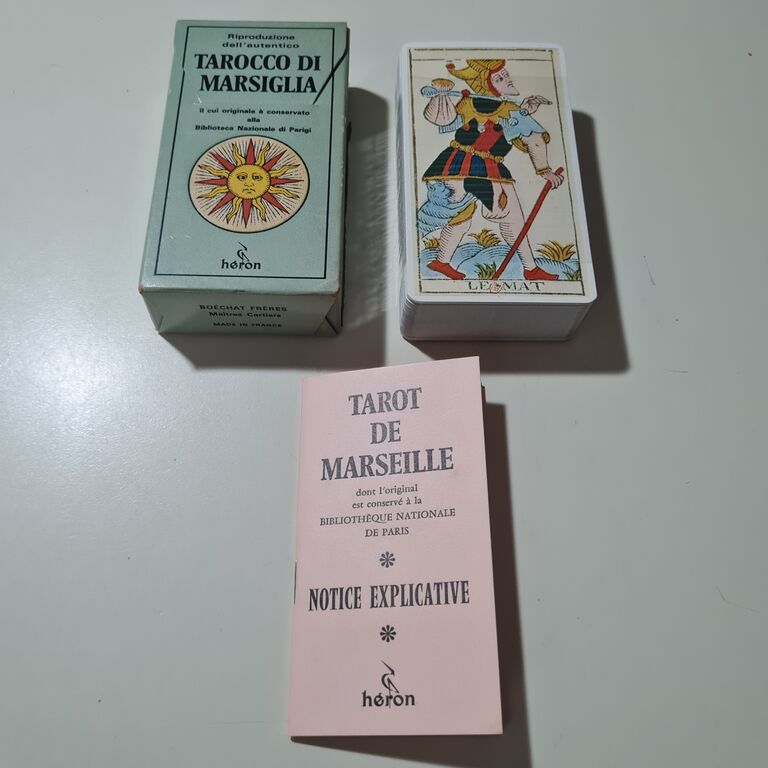 Riproduzione
dell'autentico
TAROCCO DI
MARSIGLIA
il cui originale è conservato
alla
Biblioteca Nazionale di Parigi
héron
BOÉCHAT FRÈRES
Maîtres Cartiers
MADE IN FRANCE
LE MAT
TAROT
DE
MARSEILLE
dont l'original
est conservé à la
BIBLIOTHÈQUE NATIONALE
DE PARIS
NOTICE EXPLICATIVE
héron